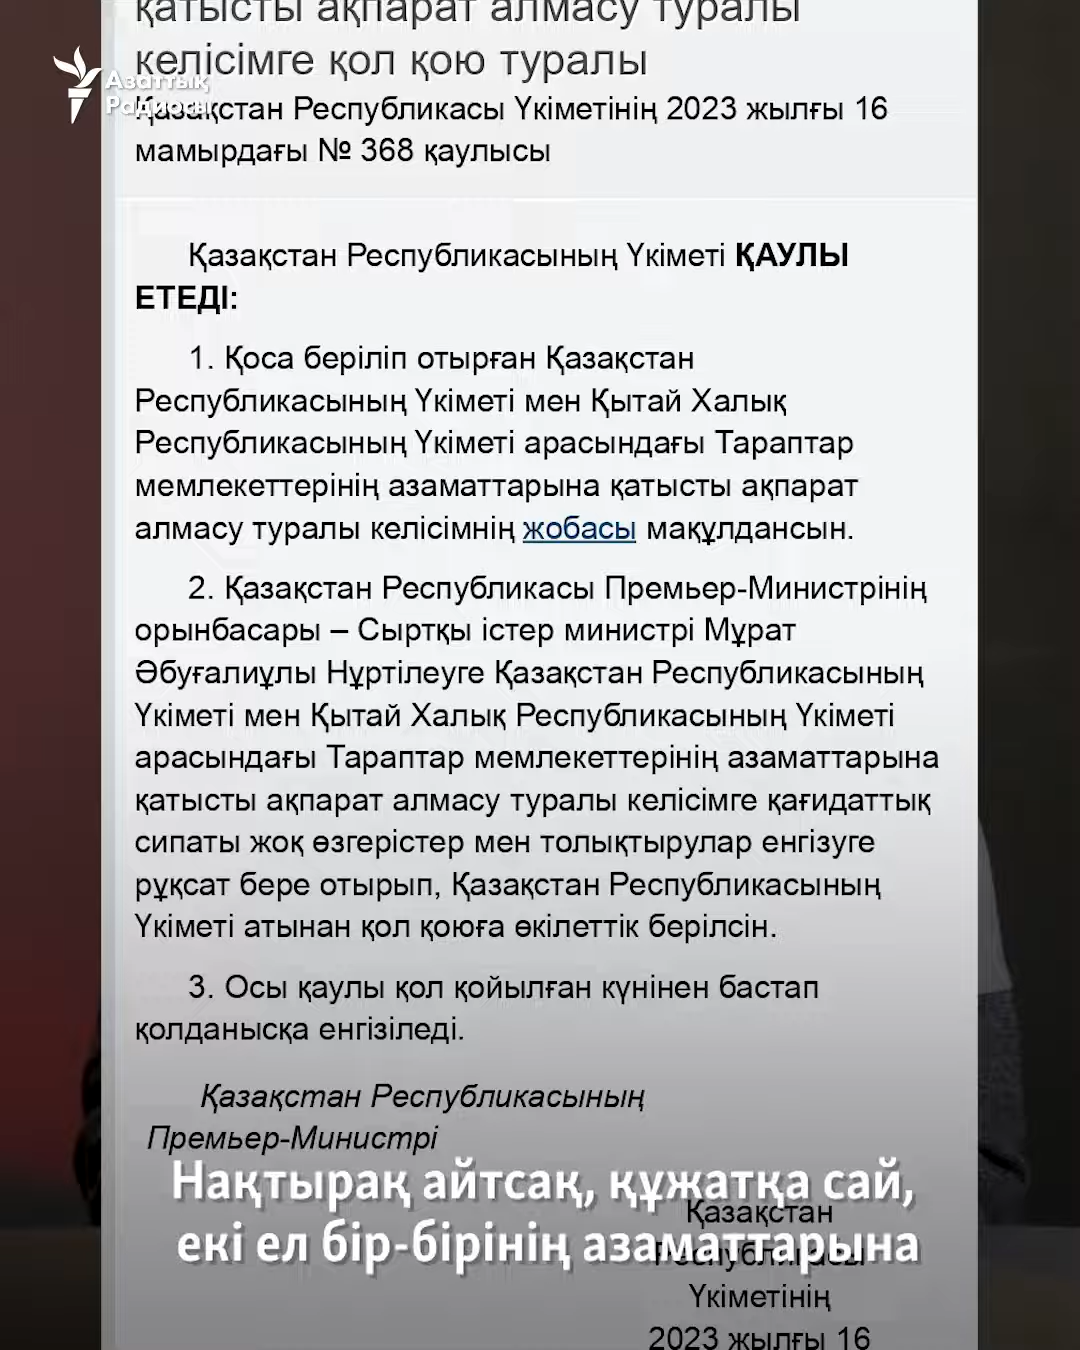 қатысты ақпарат алмасу туралы
келісімге қол қою туралы
Азаттық
Радиосы
Қазақстан Республикасы Үкіметінің 2023 жылғы 16
мамырдағы № 368 қаулысы
Қазақстан Республикасының Үкіметі ҚАУЛЫ
ЕТЕДІ:
1. Қоса беріліп отырған Қазақстан
Республикасының Үкіметі мен Қытай Халық
Республикасының Үкіметі арасындағы Тараптар
мемлекеттерінің азаматтарына қатысты ақпарат
алмасу туралы келісімнің жобасы мақұлдансын.
2. Қазақстан Республикасы Премьер-Министрінің
орынбасары – Сыртқы істер министрі Мұрат
Әбуғалиұлы Нұртілеуге Қазақстан Республикасының
Үкіметі мен Қытай Халық Республикасының Үкіметі
арасындағы Тараптар мемлекеттерінің азаматтарына
қатысты ақпарат алмасу туралы келісімге қағидаттық
сипаты жоқ өзгерістер мен толықтырулар енгізуге
рұқсат бере отырып, Қазақстан Республикасының
Үкіметі атынан қол қоюға өкілеттік берілсін.
3. Осы қаулы қол қойылған күнінен бастап
қолданысқа енгізіледі.
Қазақстан Республикасының
Премьер-Министрі
Нақтырақ айтсақ, құжатқа сай,
екі ел бір-бірінің азаматтарына
Қазақстан
Республикасы
Үкіметінің
2023 жылғы 16